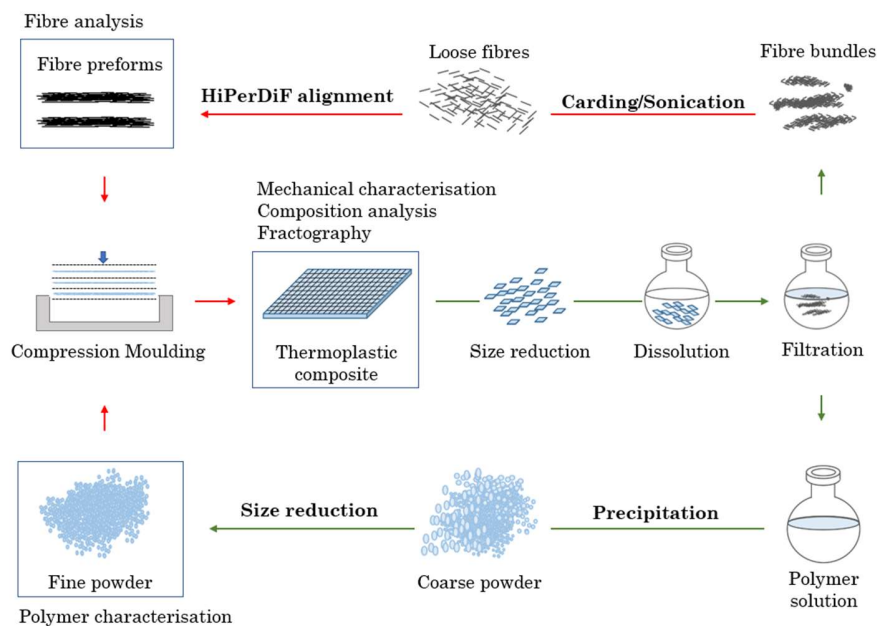 Fibre analysis
Fibre preforms
HiPerDiF alignment
Loose fibres
Carding/Sonication
Fibre bundles
Mechanical characterisation
Composition analysis
Fractography
Compression Moulding
Thermoplastic
composite
Size reduction
Dissolution
Filtration
Fine powder
Polymer characterisation
Size reduction
Coarse powder
Precipitation
Polymer
solution